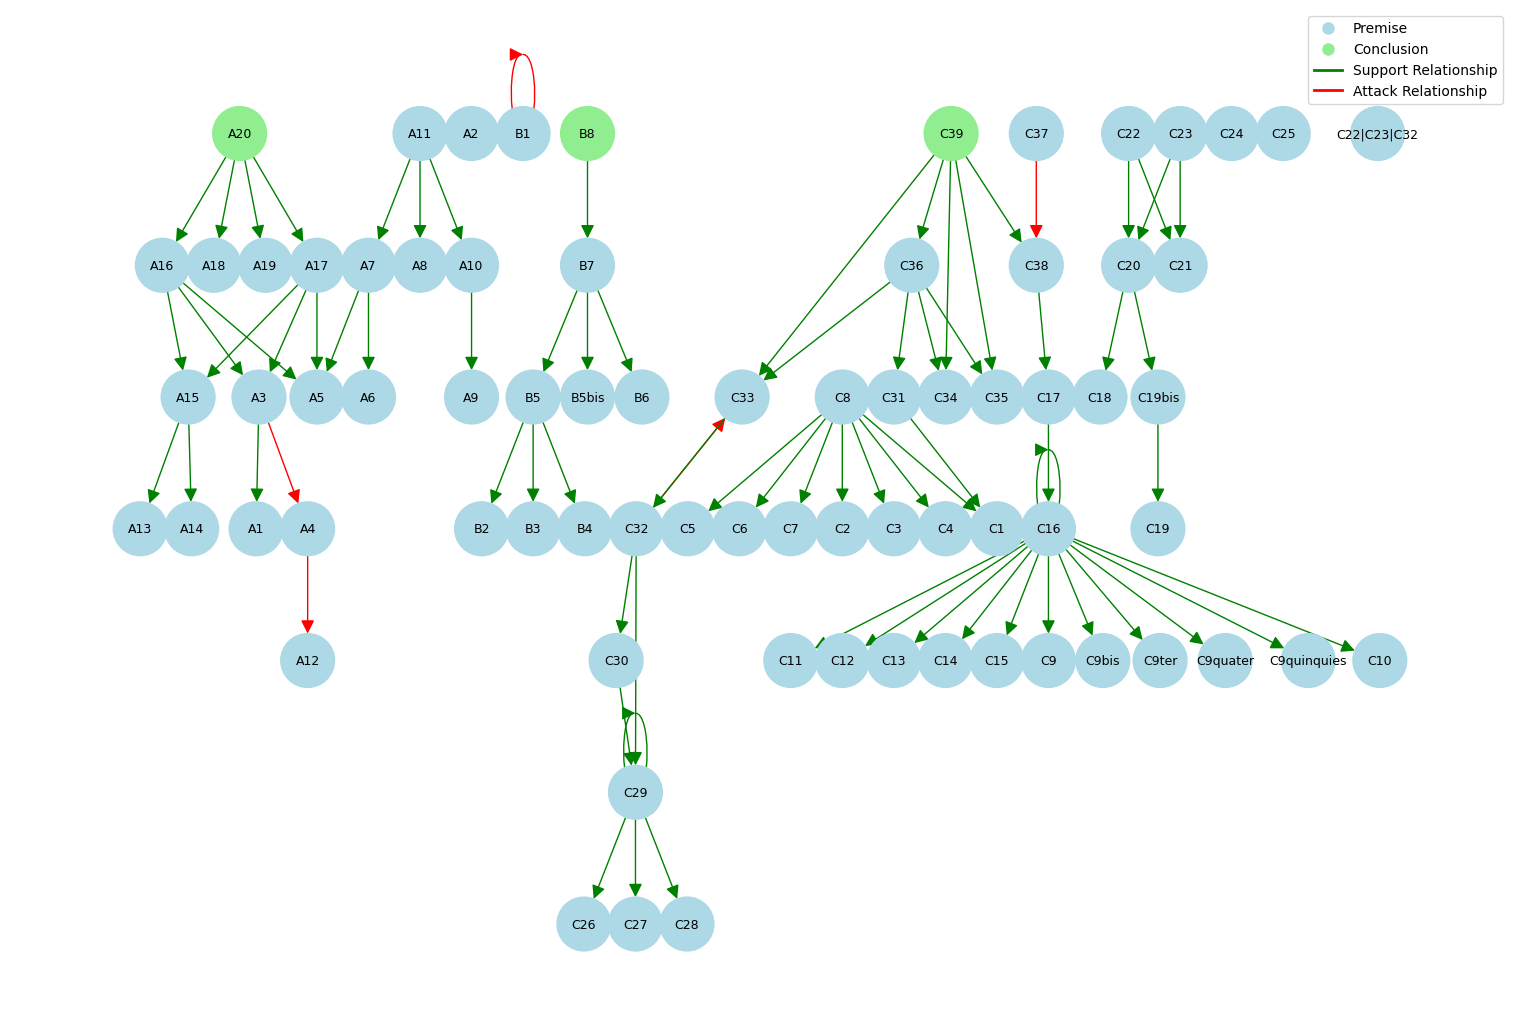 Premise
Conclusion
Support Relationship
Attack Relationship
A20 A11 A2 B1 B8 C39 C37 C22 C23 C24 C25 C22|C23|C32
A16 A18 A19 A17 A7 A8 A10 B7 C36 C38 C20 C21
A15 A3 A5 A6 A9 B5 B5bis B6 C33 C8 C31 C34 C35 C17 C18 C19bis
A13 A14 A1 A4 B2 B3 B4 C32 C5 C6 C7 C2 C3 C4 C1 C16 C19
A12 C30 C11 C12 C13 C14 C15 C9 C9bis C9ter C9quater C9quinquies C10
C29
C26 C27 C28